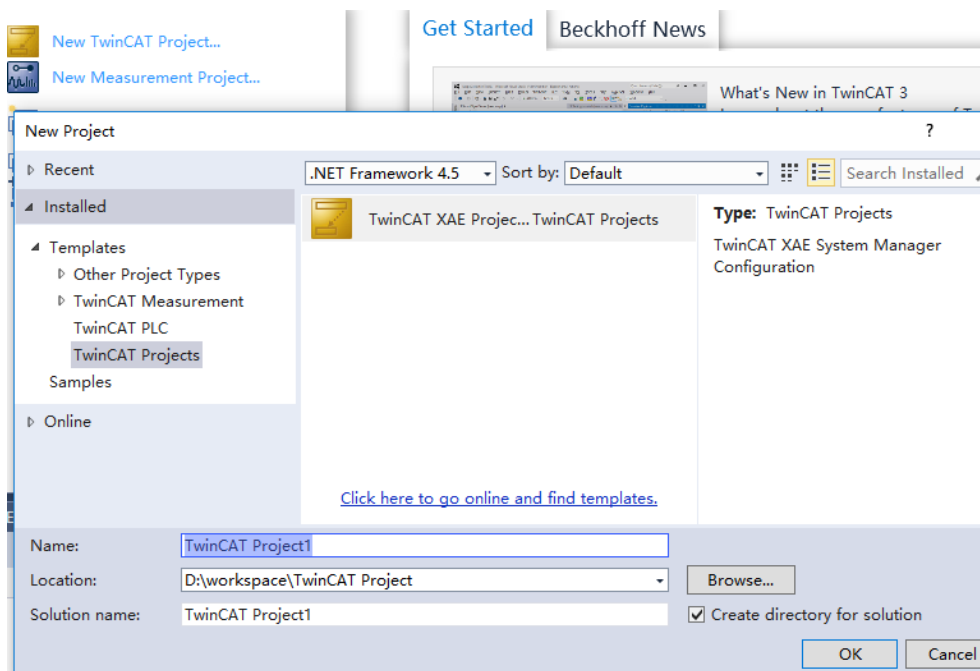 New TwinCAT Project...
New Measurement Project...
Get Started
Beckhoff News
What's New in TwinCAT 3
New Project
?
Recent
Installed
Templates
Other Project Types
TwinCAT Measurement
TwinCAT PLC
TwinCAT Projects
Samples
Online
.NET Framework 4.5
Sort by:
Default
Search Installed
TwinCAT XAE Projec... TwinCAT Projects
Type: TwinCAT Projects
TwinCAT XAE System Manager
Configuration
Click here to go online and find templates.
Name:
TwinCAT Project1
Location:
D:\workspace\TwinCAT Project
Browse...
Solution name:
TwinCAT Project1
Create directory for solution
OK
Cancel